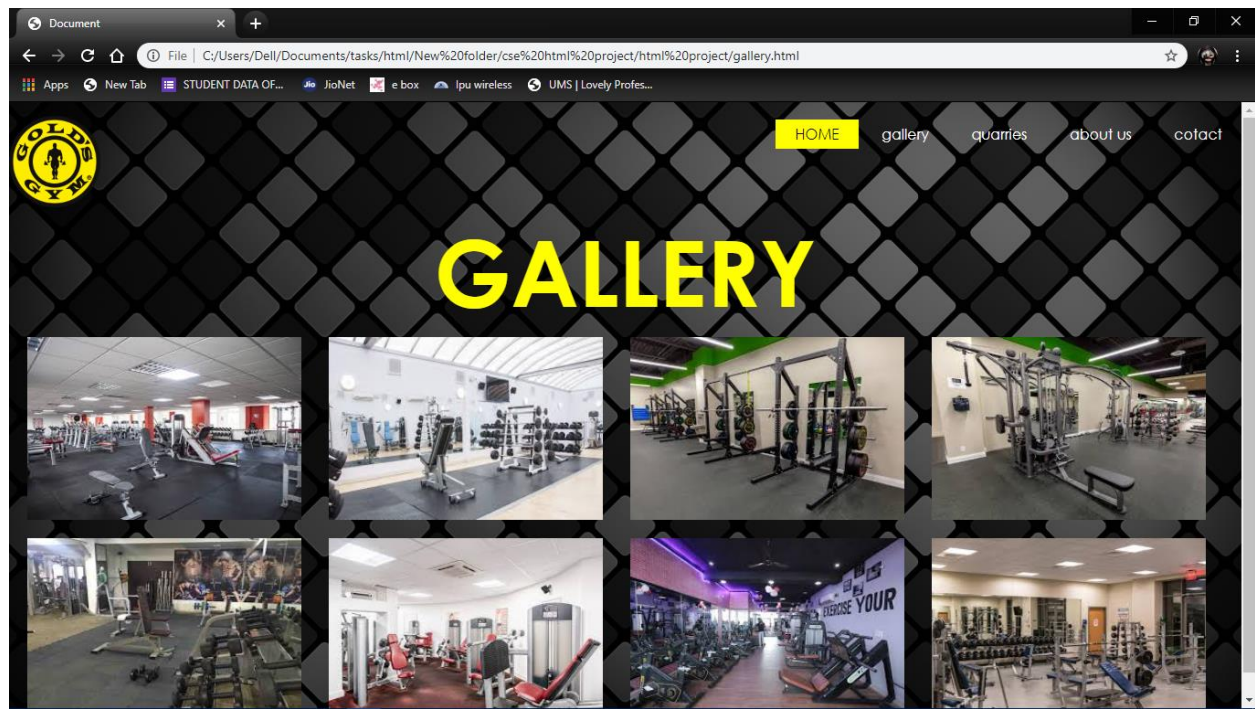 Document
File | C:/Users/Dell/Documents/tasks/html/New%20folder/cse%20html%20project/html%20project/gallery.html
Apps New Tab STUDENT DATA OF... JioNet e box lpu wireless UMS | Lovely Profes...
Jio
GOLD'S GYM
HOME gallery quarries about us cotact
GALLERY
EXERCISE YOUR